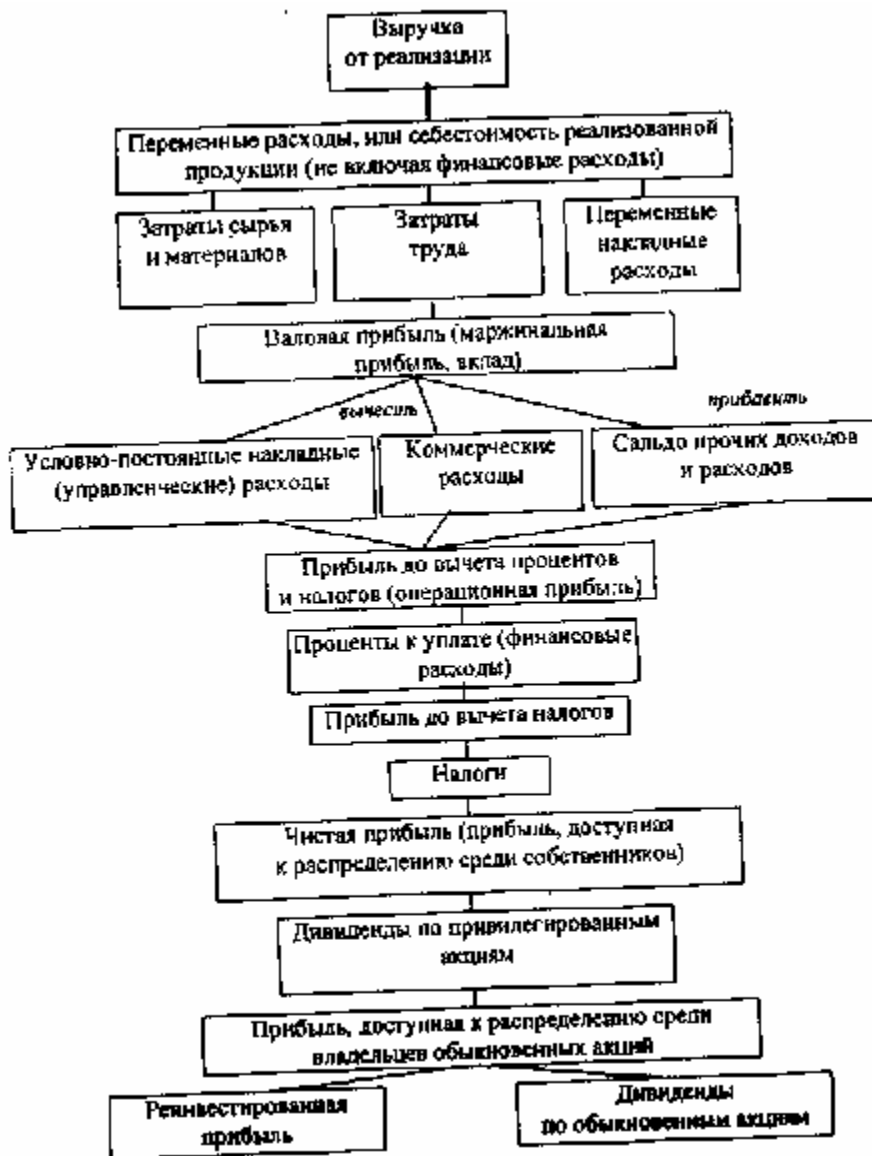 Выручка
от реализации
Переменные расходы, или себестоимость реализованной
продукции (не включая финансовые расходы)
Затраты сырья
и материалов
Затраты
труда
Переменные
накладные
расходы
Валовая прибыль (маржинальная
прибыль, вклад)
вычесть
прибавить
Условно-постоянные накладные
(управленческие) расходы
Коммерческие
расходы
Сальдо прочих доходов
и расходов
Прибыль до вычета процентов
и налогов (операционная прибыль)
Проценты к уплате (финансовые
расходы)
Прибыль до вычета налогов
Налоги
Чистая прибыль (прибыль, доступная
к распределению среди собственников)
Дивиденды по привилегированным
акциям
Прибыль, доступная к распределению среди
владельцев обыкновенных акций
Реинвестированная
прибыль
Дивиденды
по обыкновенным акциям